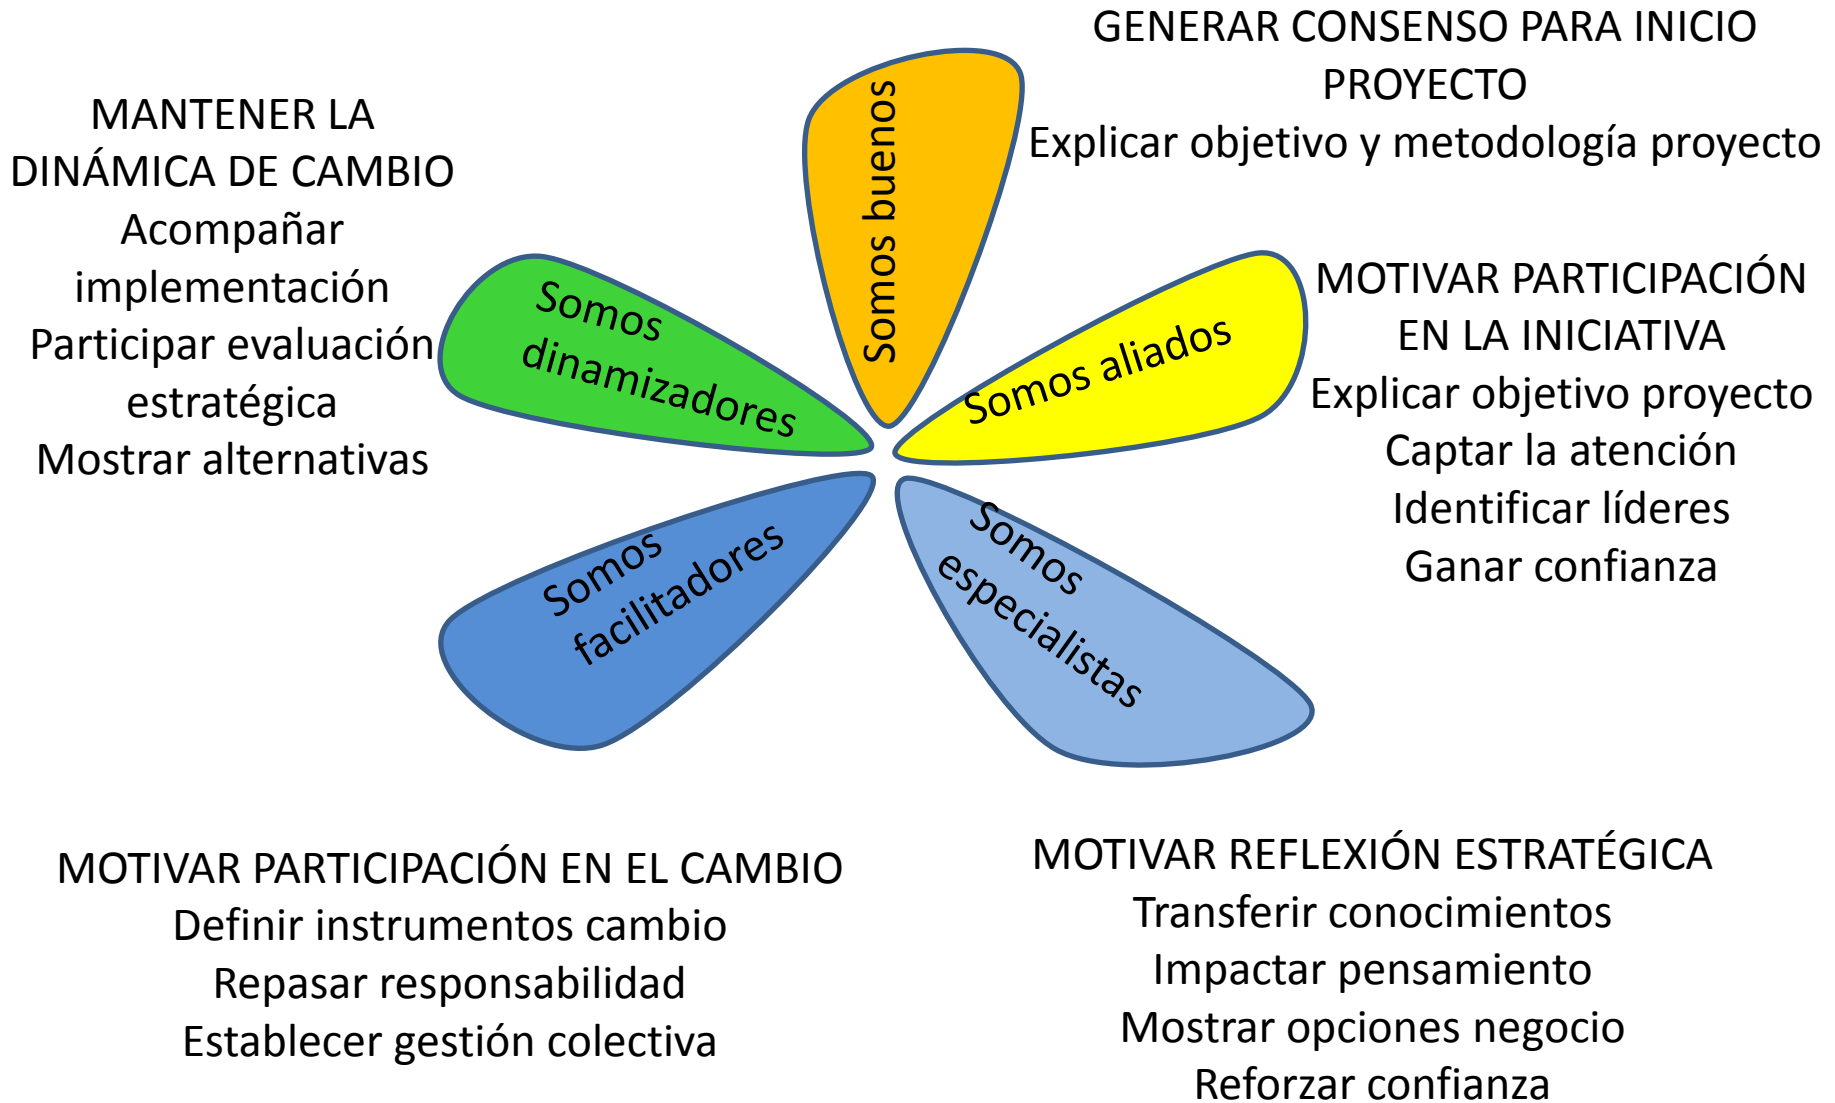 GENERAR CONSENSO PARA INICIO
PROYECTO
Explicar objetivo y metodología proyecto
Somos buenos
MOTIVAR PARTICIPACIÓN
EN LA INICIATIVA
Explicar objetivo proyecto
Captar la atención
Identificar líderes
Ganar confianza
Somos aliados
MOTIVAR REFLEXIÓN ESTRATÉGICA
Transferir conocimientos
Impactar pensamiento
Mostrar opciones negocio
Reforzar confianza
Somos
especialistas
MOTIVAR PARTICIPACIÓN EN EL CAMBIO
Definir instrumentos cambio
Repasar responsabilidad
Establecer gestión colectiva
Somos
facilitadores
MANTENER LA
DINÁMICA DE CAMBIO
Acompañar
implementación
Participar evaluación
estratégica
Mostrar alternativas
Somos
dinamizadores